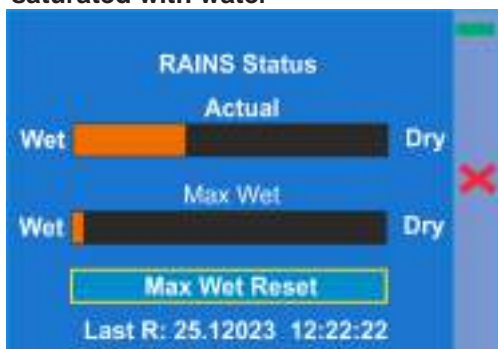 saturated with water
RAINS Status
Actual
Wet Dry
Max Wet
Wet Dry
Max Wet Reset
Last R: 25.12023 12:22:22